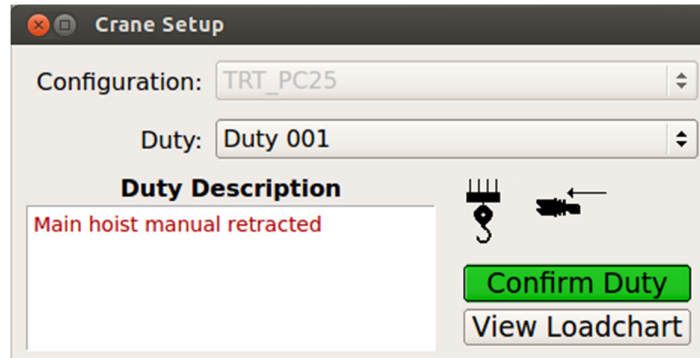 Crane Setup
Configuration: TRT_PC25
Duty: Duty 001
Duty Description
Main hoist manual retracted
Confirm Duty
View Loadchart